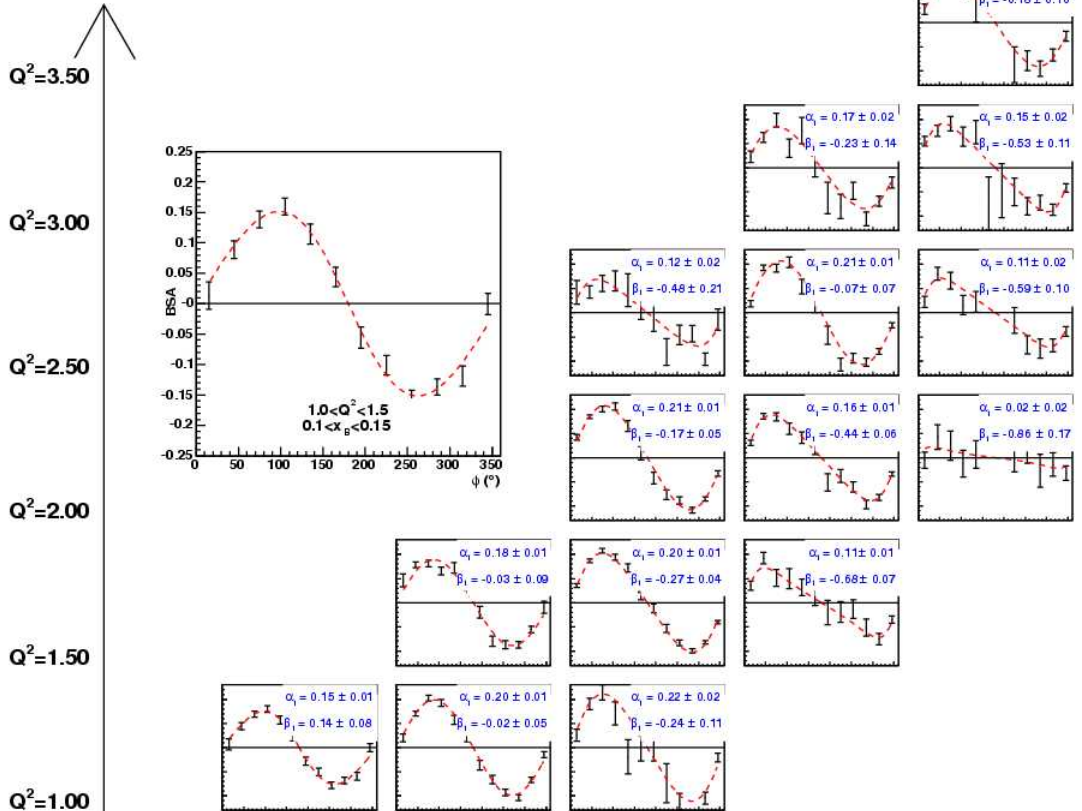 β₁ = -0.18 ± 0.10
Q²=3.50
α₁ = 0.17 ± 0.02
β₁ = -0.23 ± 0.14
α₁ = 0.15 ± 0.02
β₁ = -0.53 ± 0.11
Q²=3.00
α₁ = 0.12 ± 0.02
β₁ = -0.48 ± 0.21
α₁ = 0.21 ± 0.01
β₁ = -0.07 ± 0.07
α₁ = 0.11 ± 0.02
β₁ = -0.59 ± 0.10
Q²=2.50
BSA
0.25
0.2
0.15
0.1
0.05
-0
-0.05
-0.1
-0.15
-0.2
-0.25
1.0<Q²<1.5
0.1<x_B<0.15
0 50 100 150 200 250 300 350
ϕ (°)
α₁ = 0.21 ± 0.01
β₁ = -0.17 ± 0.05
α₁ = 0.16 ± 0.01
β₁ = -0.44 ± 0.06
α₁ = 0.02 ± 0.02
β₁ = -0.86 ± 0.17
Q²=2.00
α₁ = 0.18 ± 0.01
β₁ = -0.03 ± 0.09
α₁ = 0.20 ± 0.01
β₁ = -0.27 ± 0.04
α₁ = 0.11 ± 0.01
β₁ = -0.68 ± 0.07
Q²=1.50
α₁ = 0.15 ± 0.01
β₁ = 0.14 ± 0.08
α₁ = 0.20 ± 0.01
β₁ = -0.02 ± 0.05
α₁ = 0.22 ± 0.02
β₁ = -0.24 ± 0.11
Q²=1.00